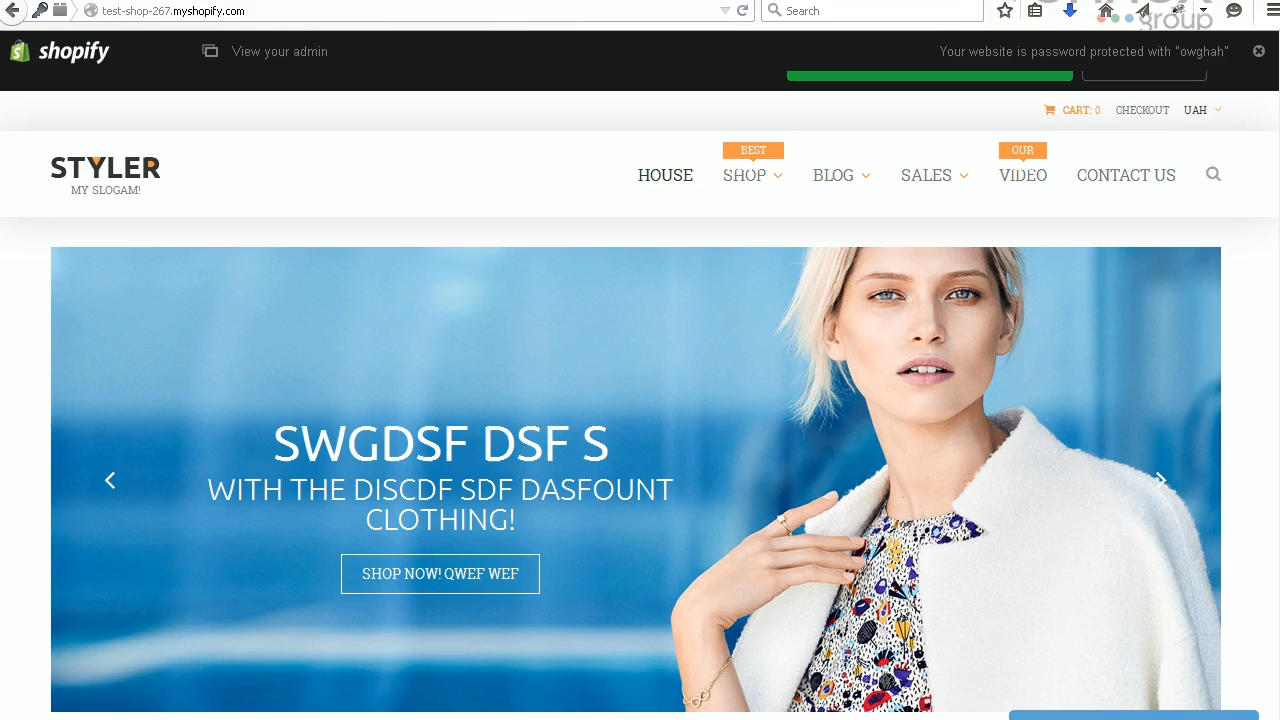 test-shop-267.myshopify.com
Search
group
shopify
View your admin
Your website is password protected with "owghah"
CART: 0 CHECKOUT UAH
STYLER
MY SLOGAM!
BEST
OUR
HOUSE SHOP BLOG SALES VIDEO CONTACT US
SWGDSF DSF S
WITH THE DISCDF SDF DASFOUNT
CLOTHING!
SHOP NOW! QWEF WEF